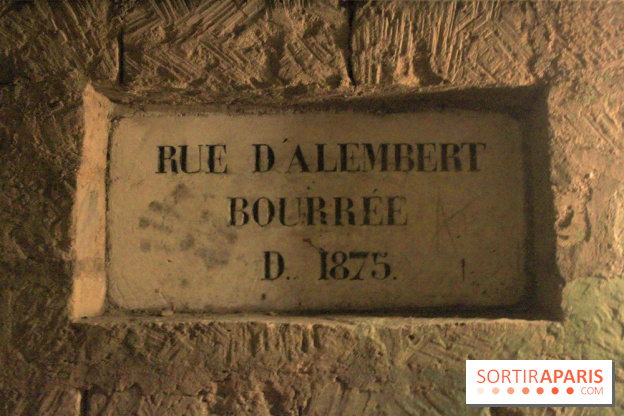 RUE D'ALEMBERT
BOURRÉE
D. 1875.
SORTIRAPARIS
.COM